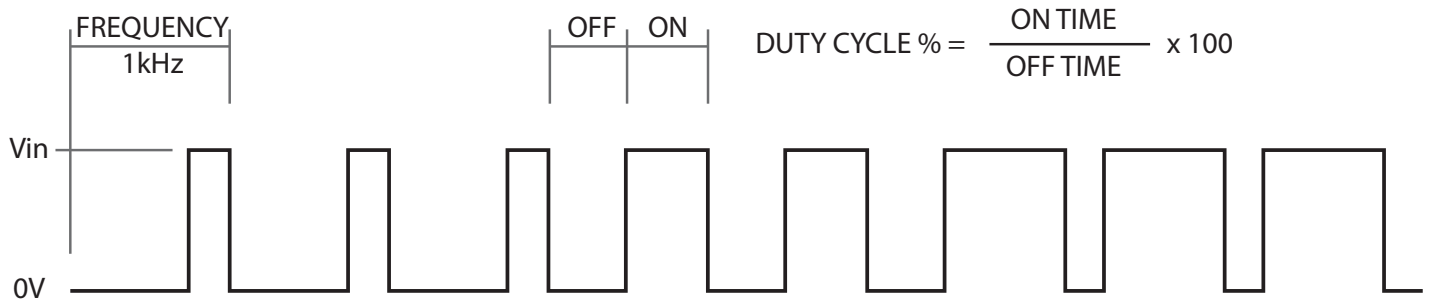 FREQUENCY
1kHz
OFF ON
DUTY CYCLE % = ON TIME
OFF TIME
x 100
Vin
0V